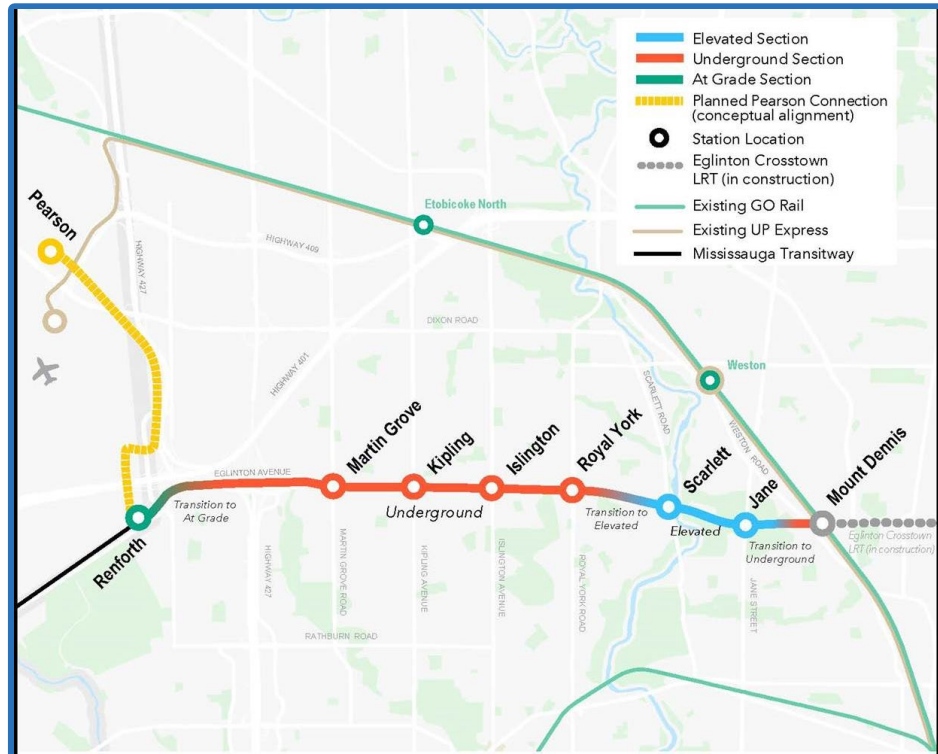 Elevated Section
Underground Section
At Grade Section
Planned Pearson Connection
(conceptual alignment)
Station Location
Eglinton Crosstown
LRT (in construction)
Existing GO Rail
Existing UP Express
Mississauga Transitway
Pearson
HIGHWAY 427
HIGHWAY 409
Etobicoke North
DIXON ROAD
HIGHWAY 401
SCARLETT ROAD
Weston
WESTON ROAD
EGLINTON AVENUE
Martin Grove
Kipling
Islington
Royal York
Scarlett
Jane
Mount Dennis
Renforth
Transition to
At Grade
Underground
Transition to
Elevated
Elevated
Transition to
Underground
Eglinton Crosstown
LRT (in construction)
HIGHWAY 427
MARTIN GROVE ROAD
KIPLING AVENUE
ISLINGTON AVENUE
ROYAL YORK ROAD
JANE STREET
RATHBURN ROAD